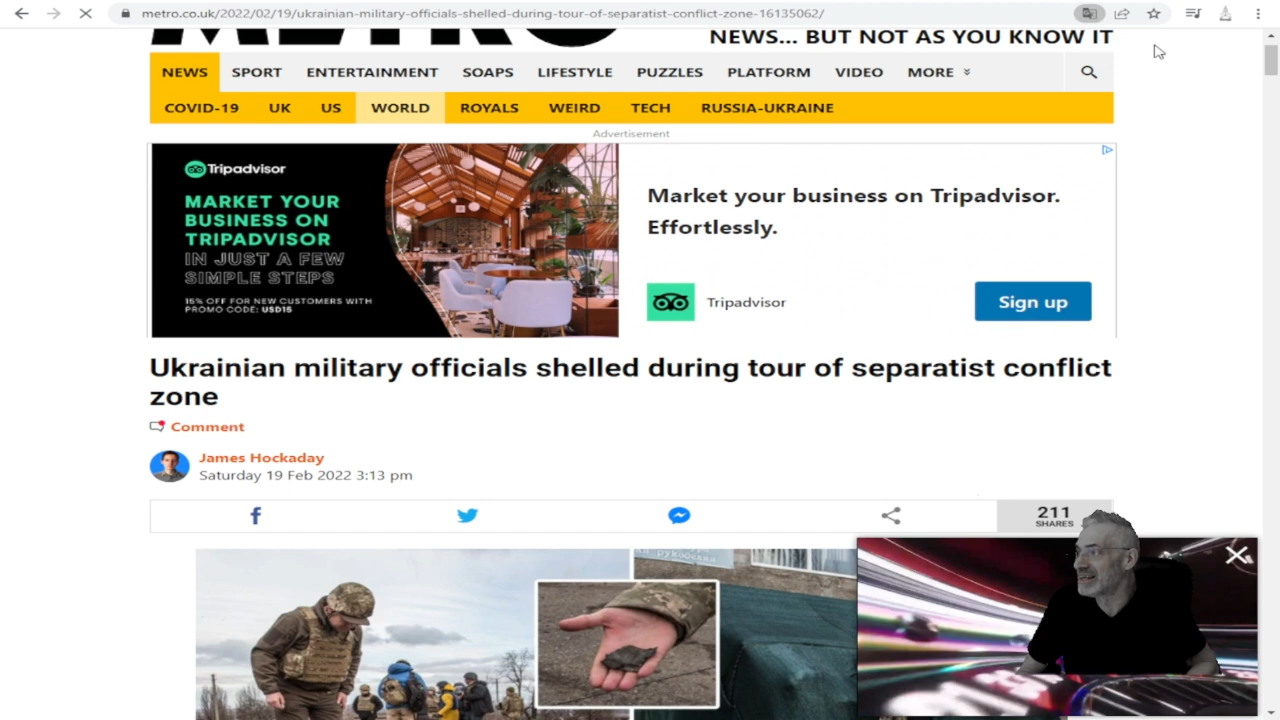 metro.co.uk/2022/02/19/ukrainian-military-officials-shelled-during-tour-of-separatist-conflict-zone-16135062/
METRO
NEWS... BUT NOT AS YOU KNOW IT
NEWS SPORT ENTERTAINMENT SOAPS LIFESTYLE PUZZLES PLATFORM VIDEO MORE
COVID-19 UK US WORLD ROYALS WEIRD TECH RUSSIA-UKRAINE
Advertisement
Tripadvisor
MARKET YOUR
BUSINESS ON
TRIPADVISOR
IN JUST A FEW
SIMPLE STEPS
15% OFF FOR NEW CUSTOMERS WITH
PROMO CODE: USD15
Market your business on Tripadvisor.
Effortlessly.
Tripadvisor
Sign up
Ukrainian military officials shelled during tour of separatist conflict
zone
Comment
James Hockaday
Saturday 19 Feb 2022 3:13 pm
211
SHARES